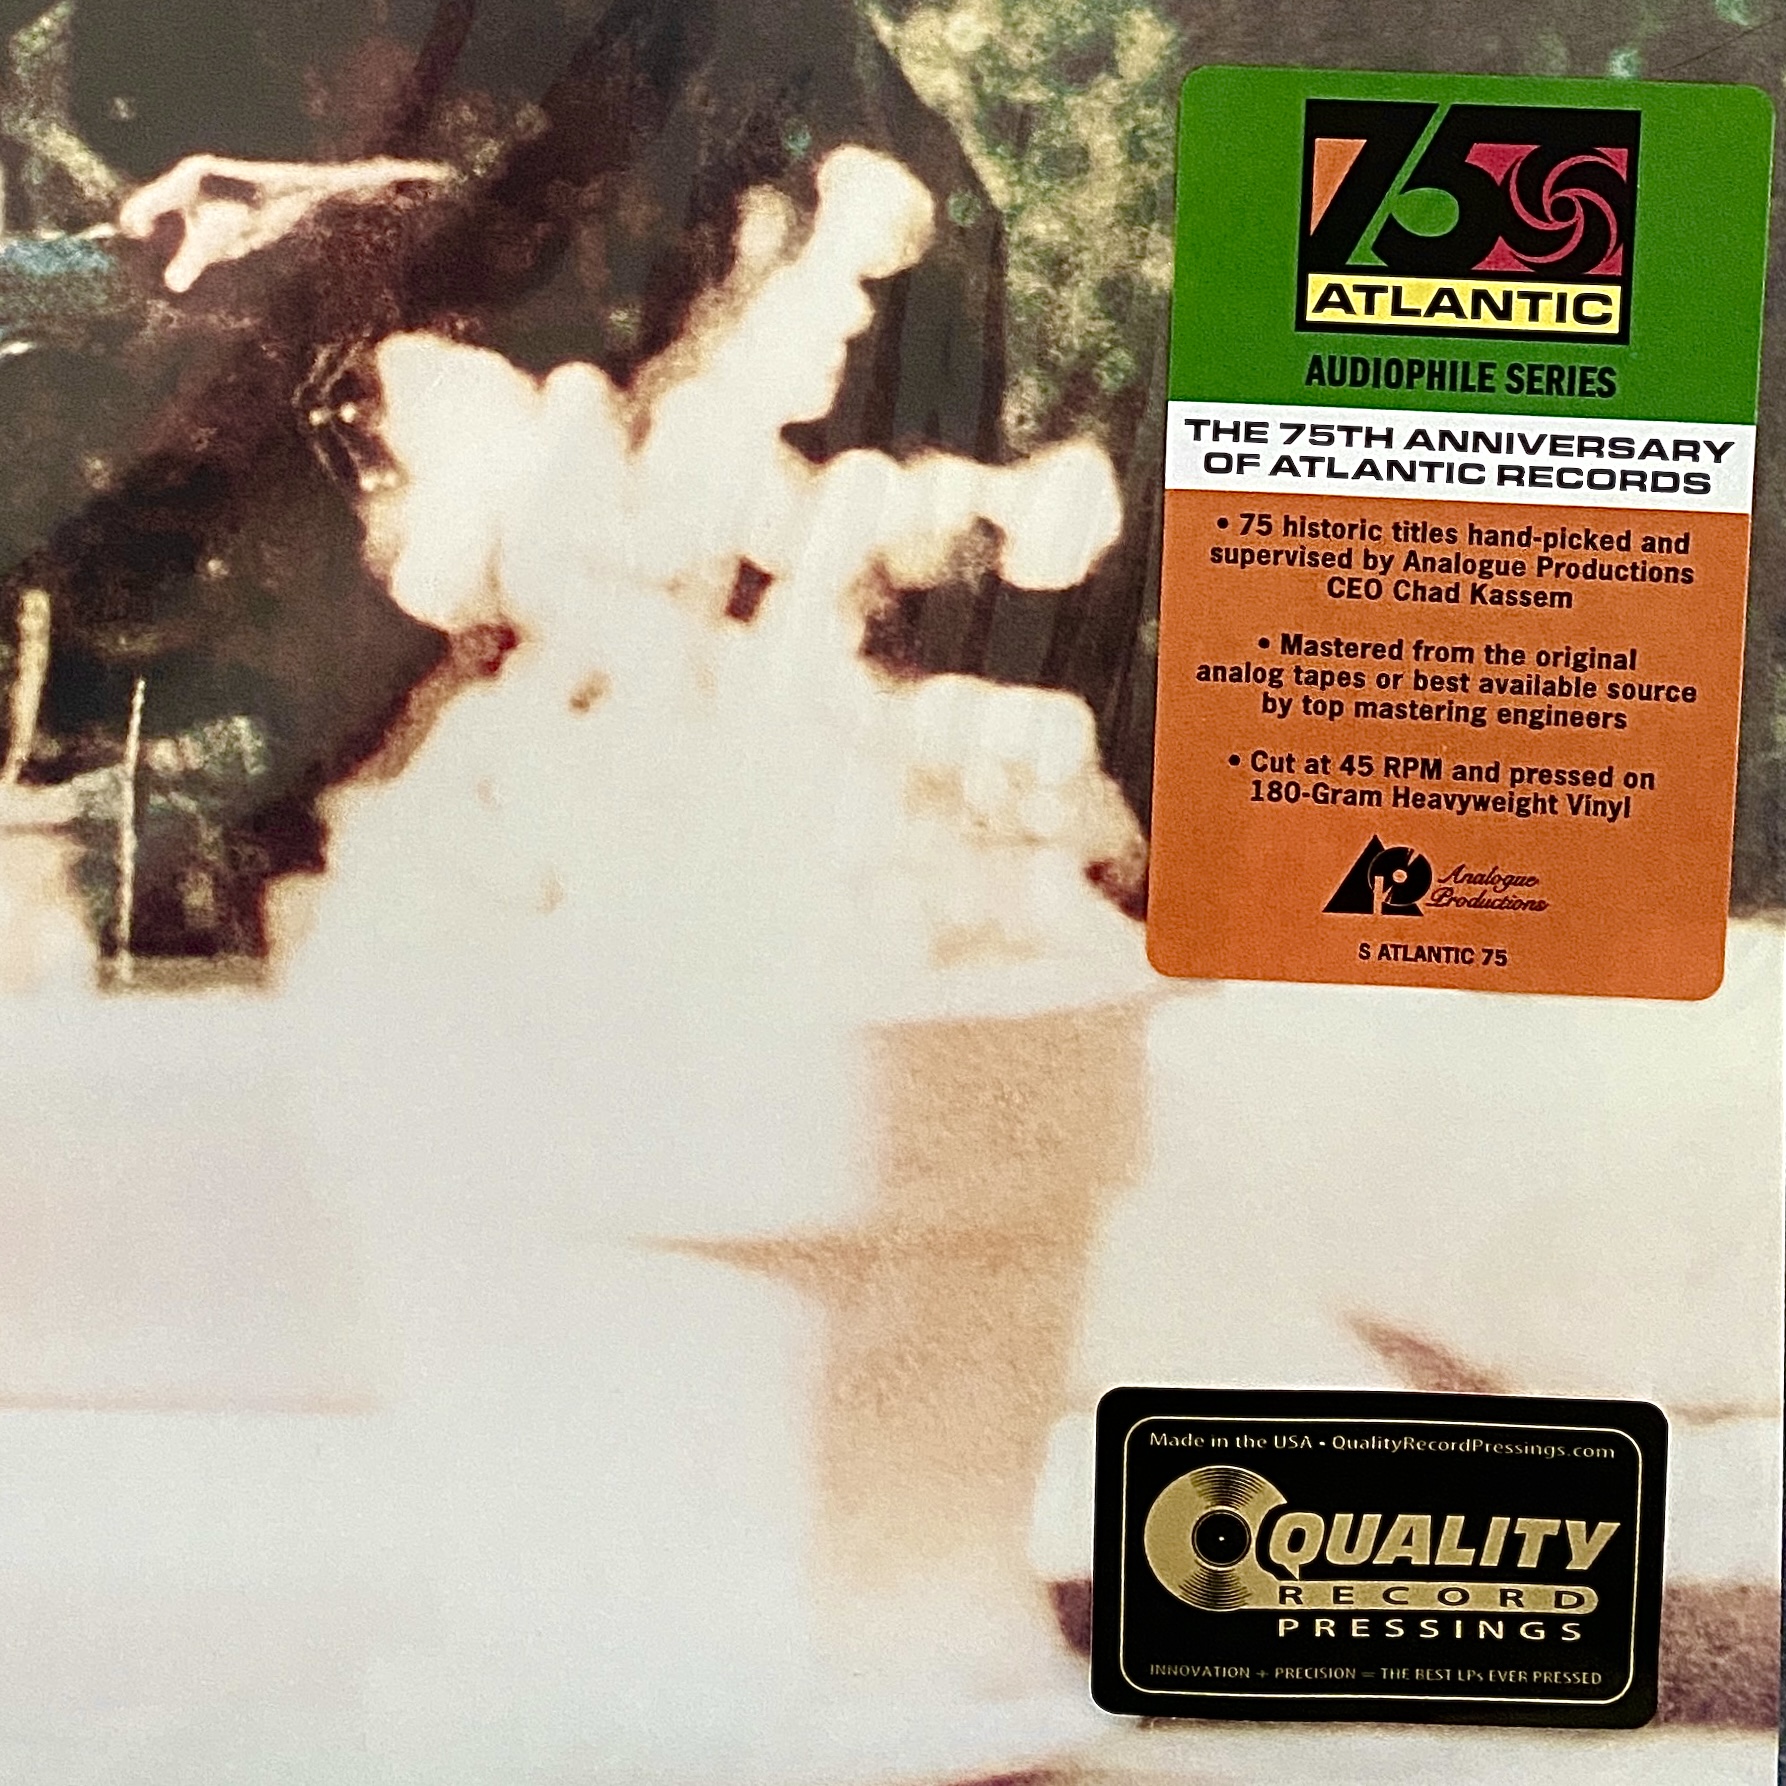 75
ATLANTIC
AUDIOPHILE SERIES
THE 75TH ANNIVERSARY
OF ATLANTIC RECORDS
• 75 historic titles hand-picked and
supervised by Analogue Productions
CEO Chad Kassem
• Mastered from the original
analog tapes or best available source
by top mastering engineers
• Cut at 45 RPM and pressed on
180-Gram Heavyweight Vinyl
Analogue
Productions
S ATLANTIC 75
Made in the USA • QualityRecordPressings.com
QUALITY
RECORD
PRESSINGS
INNOVATION + PRECISION = THE BEST LPs EVER PRESSED